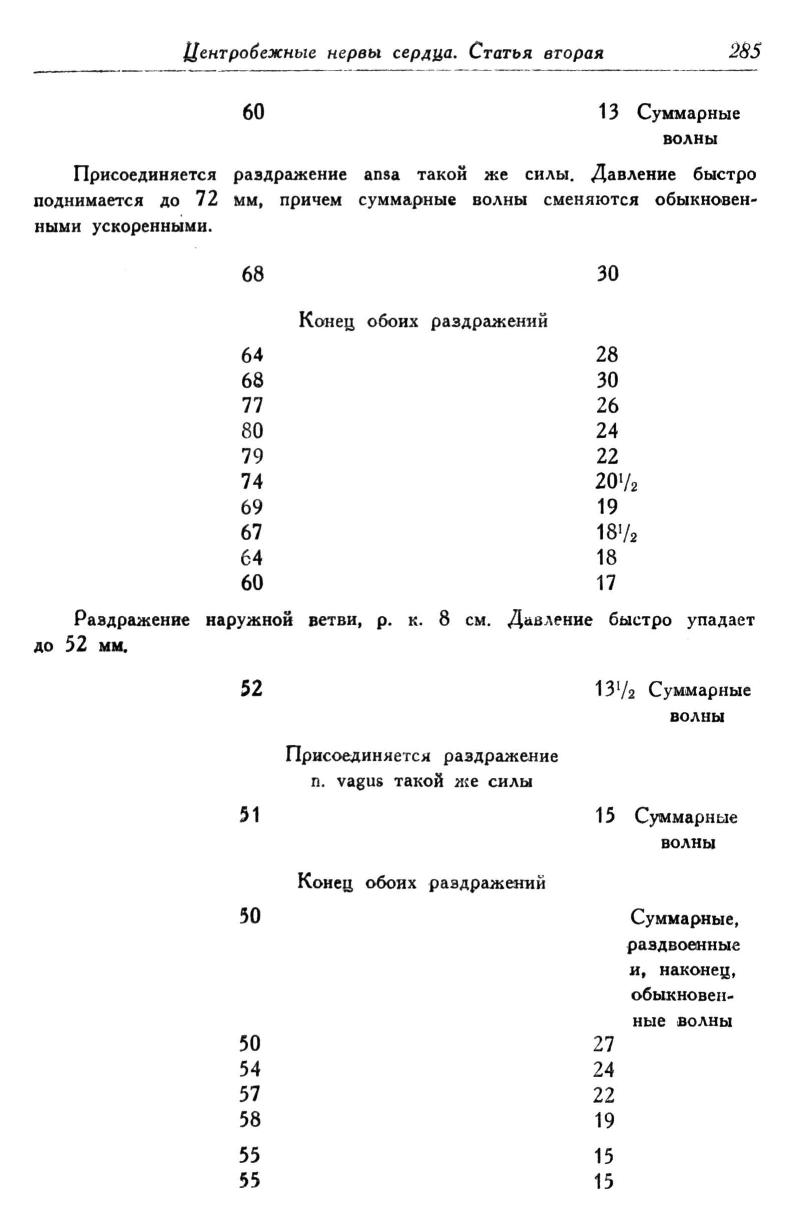 Центробежные нервы сердца. Статья вторая 285
60 13 Суммарные
волны
Присоединяется раздражение ansa такой же силы. Давление быстро
поднимается до 72 мм, причем суммарные волны сменяются обыкновен-
ными ускоренными.
68 30
Конец обоих раздражений
64 28
68 30
77 26
80 24
79 22
74 20 1/2
69 19
67 18 1/2
64 18
60 17
Раздражение наружной ветви, р. к. 8 см. Давление быстро упадает
до 52 мм.
52 13 1/2 Суммарные
волны
Присоединяется раздражение
n. vagus такой же силы
51 15 Суммарные
волны
Конец обоих раздражений
50 Суммарные,
раздвоенные
и, наконец,
обыкновен-
ные волны
50 27
54 24
57 22
58 19
55 15
55 15